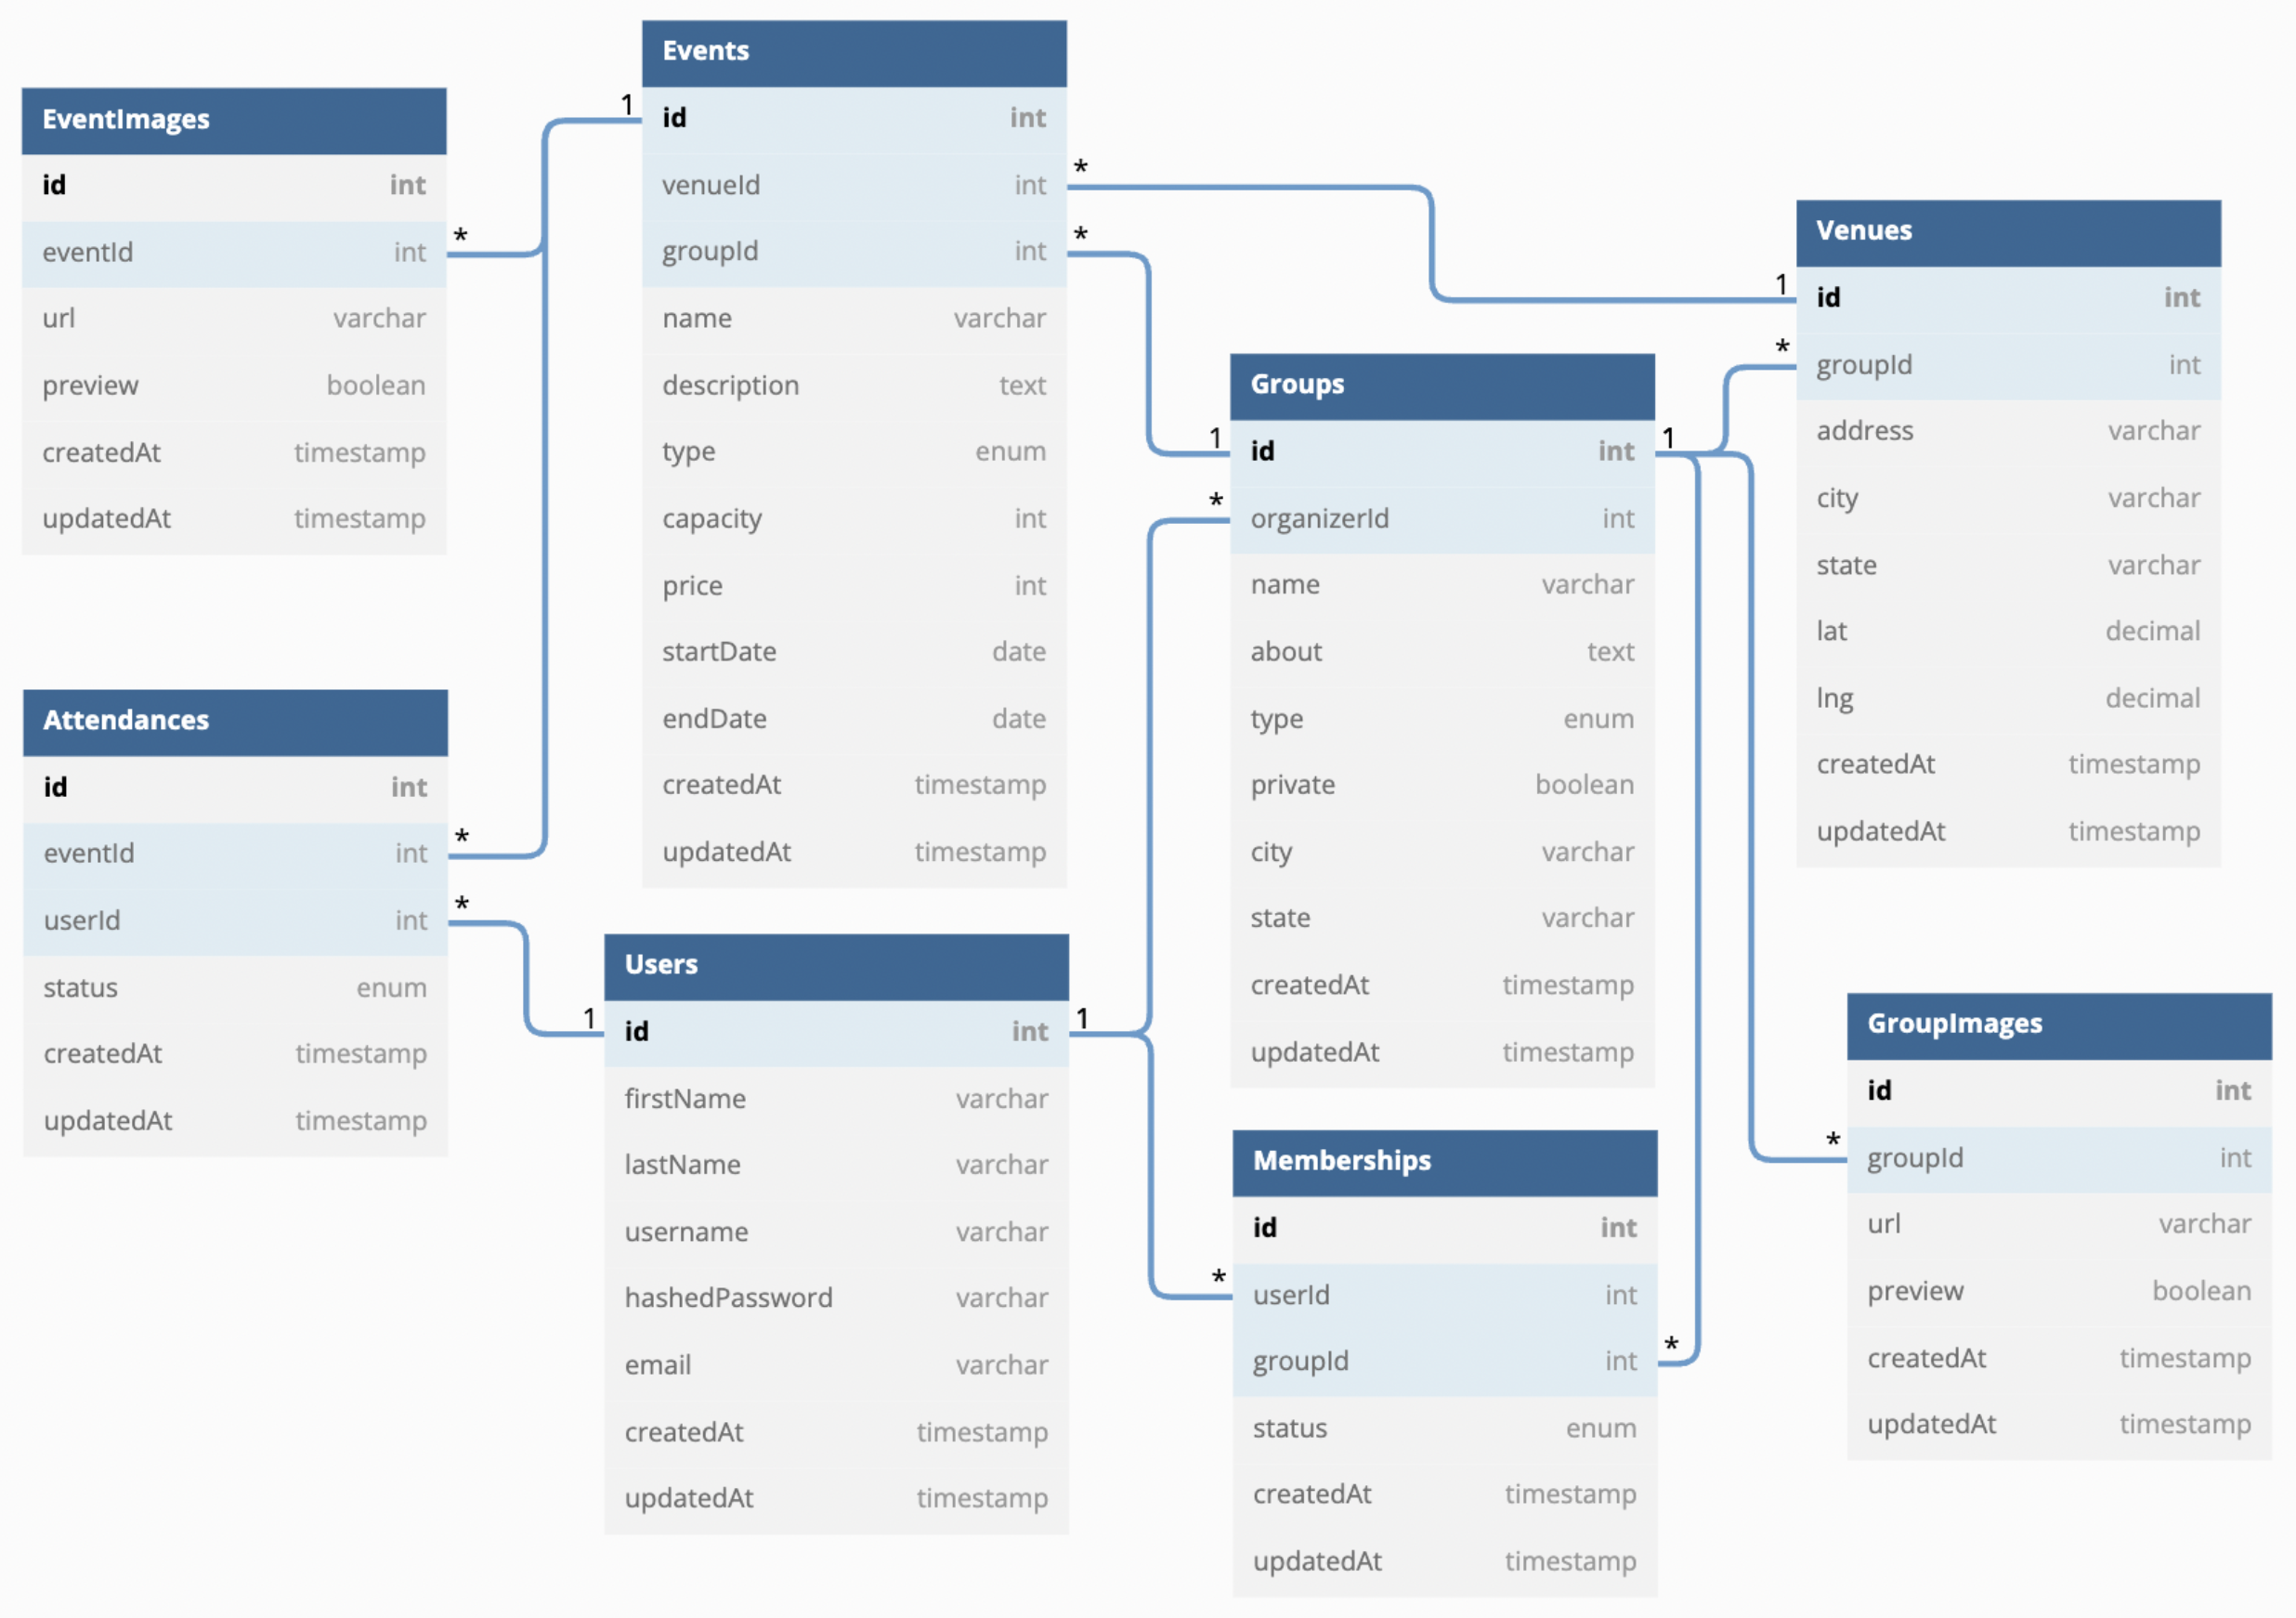 EventImages
id int
eventId int
*
url varchar
preview boolean
createdAt timestamp
updatedAt timestamp
Attendances
id int
eventId int
*
userId int
*
status enum
createdAt timestamp
updatedAt timestamp
Events
1
id int
venueId int
*
groupId int
*
name varchar
description text
type enum
capacity int
price int
startDate date
endDate date
createdAt timestamp
updatedAt timestamp
Users
1
id int
1
firstName varchar
lastName varchar
username varchar
hashedPassword varchar
email varchar
createdAt timestamp
updatedAt timestamp
Groups
1
id int
1
*
organizerId int
name varchar
about text
type enum
private boolean
city varchar
state varchar
createdAt timestamp
updatedAt timestamp
Memberships
id int
*
userId int
groupId int
*
status enum
createdAt timestamp
updatedAt timestamp
Venues
1
id int
*
groupId int
address varchar
city varchar
state varchar
lat decimal
lng decimal
createdAt timestamp
updatedAt timestamp
GroupImages
id int
*
groupId int
url varchar
preview boolean
createdAt timestamp
updatedAt timestamp